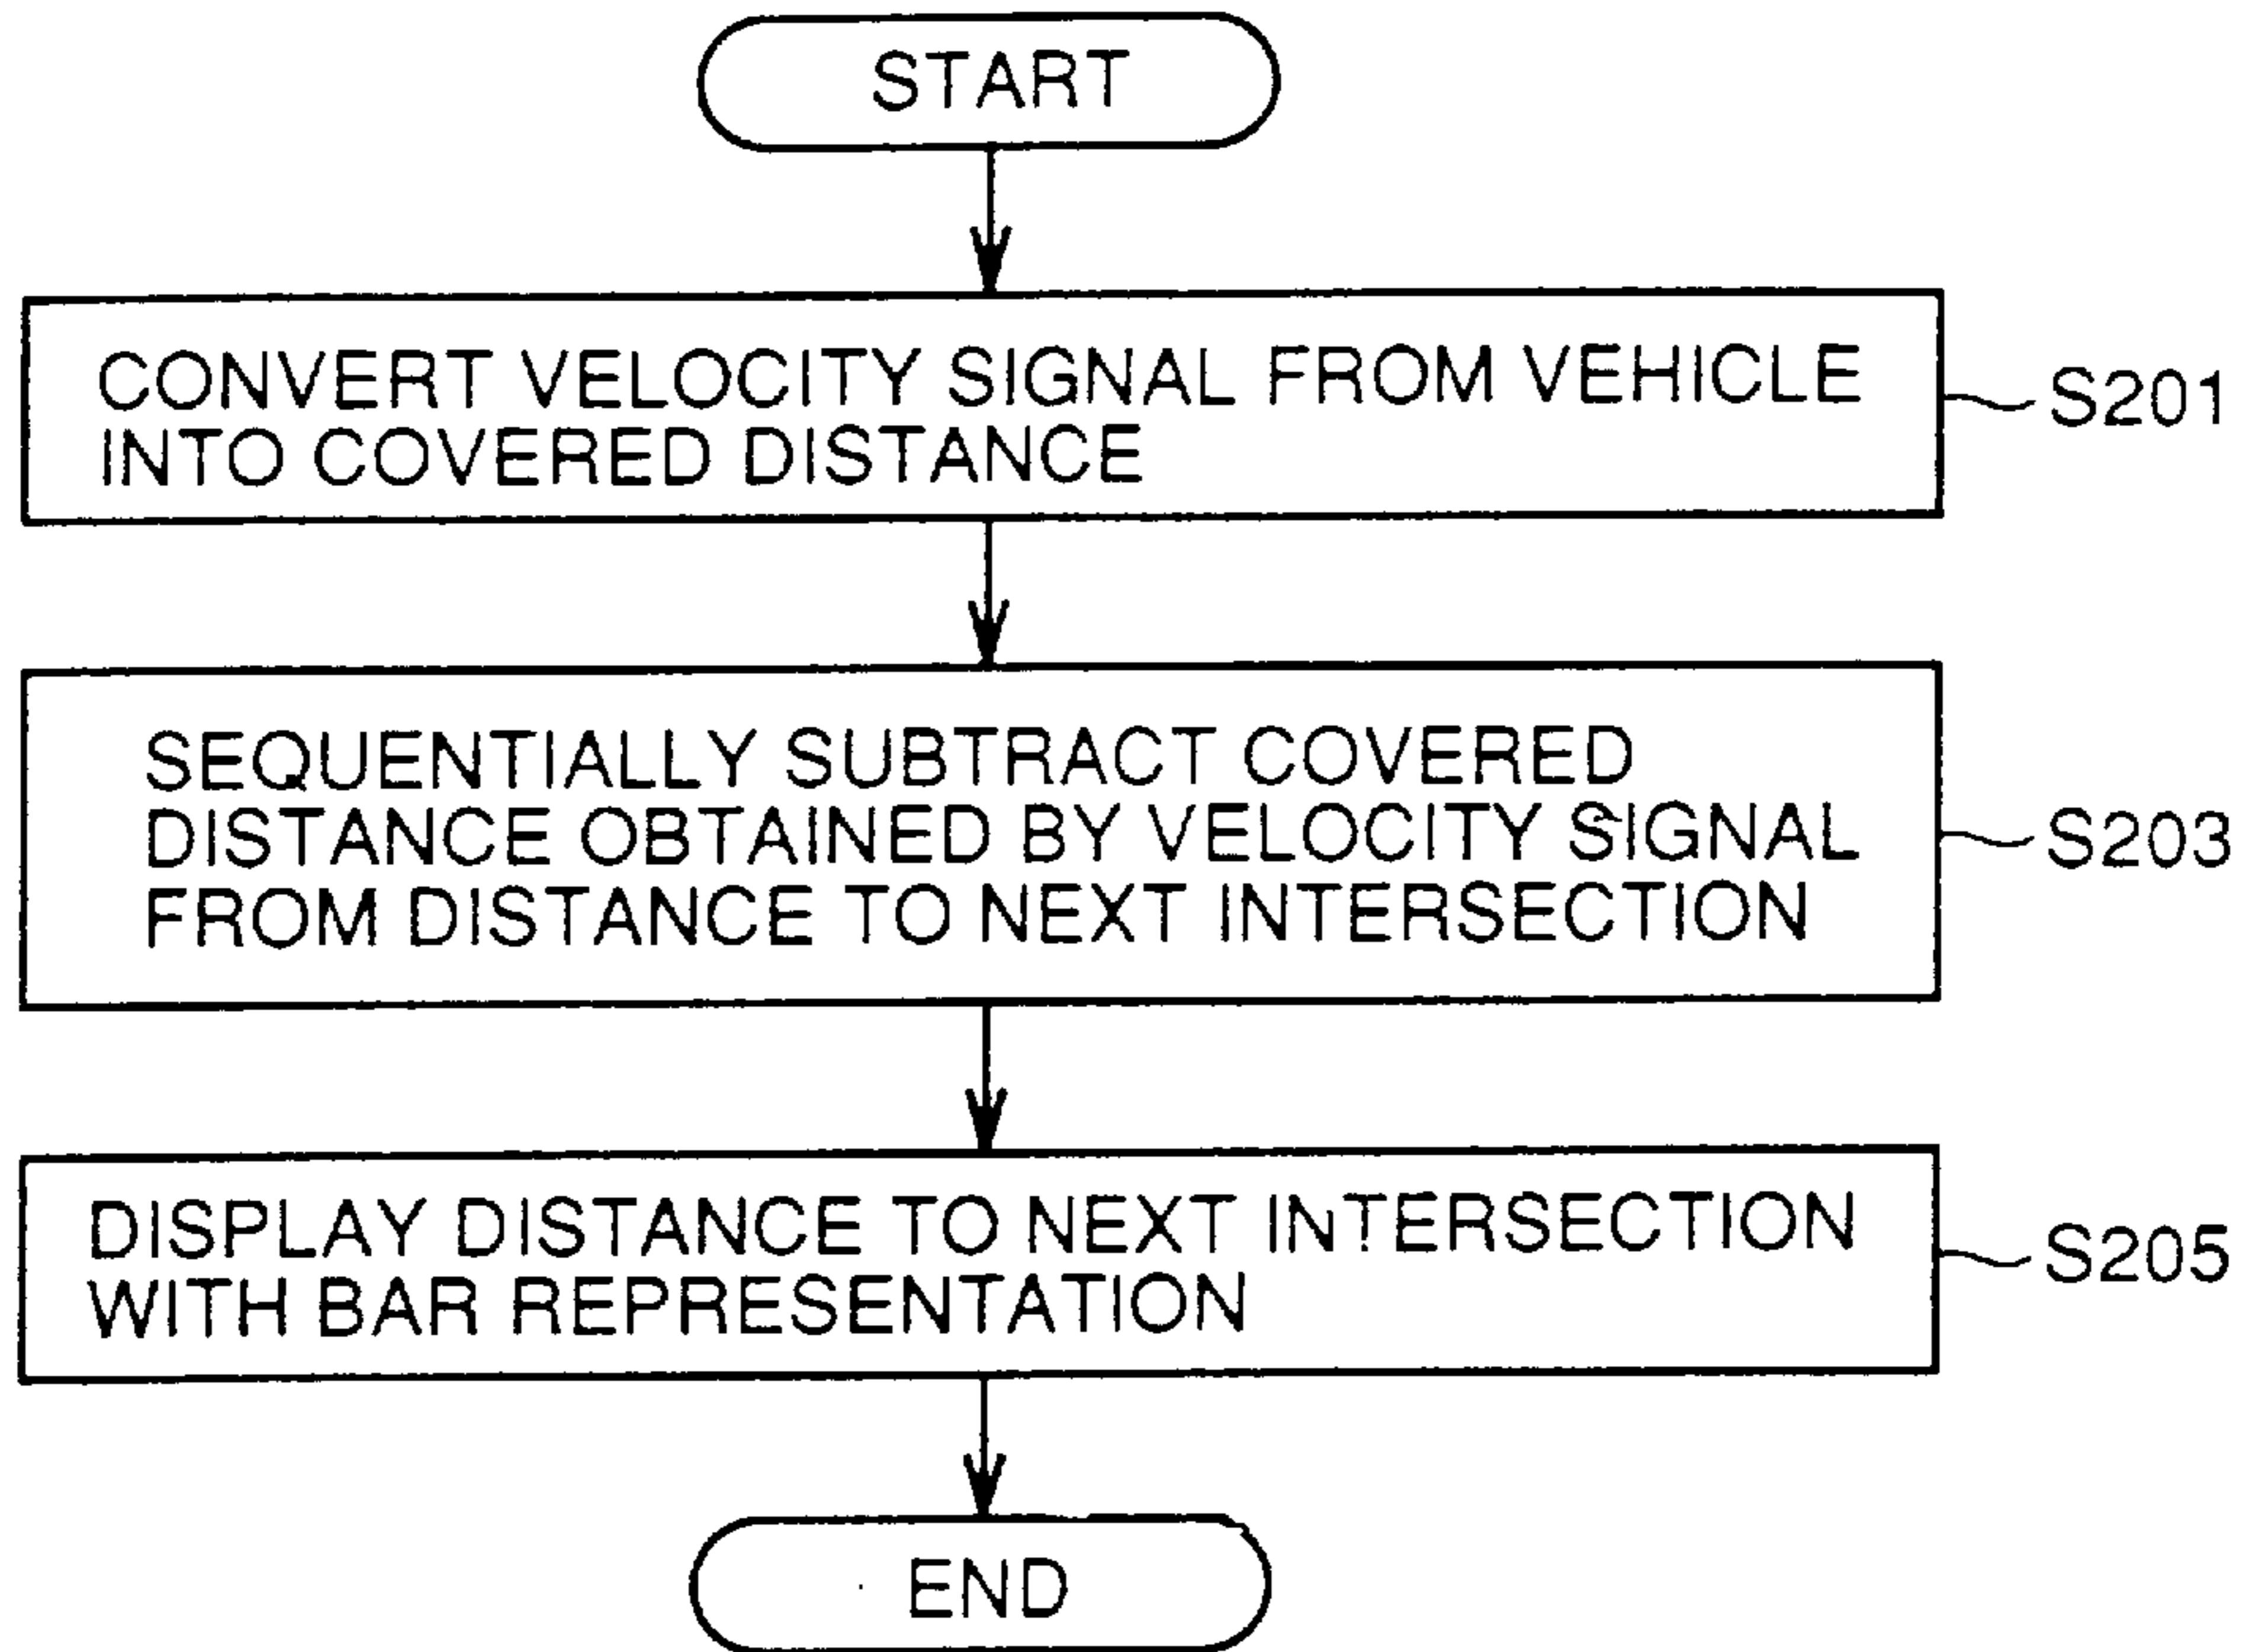 START
CONVERT VELOCITY SIGNAL FROM VEHICLE
INTO COVERED DISTANCE
S201
SEQUENTIALLY SUBTRACT COVERED
DISTANCE OBTAINED BY VELOCITY SIGNAL
FROM DISTANCE TO NEXT INTERSECTION
S203
DISPLAY DISTANCE TO NEXT INTERSECTION
WITH BAR REPRESENTATION
S205
END